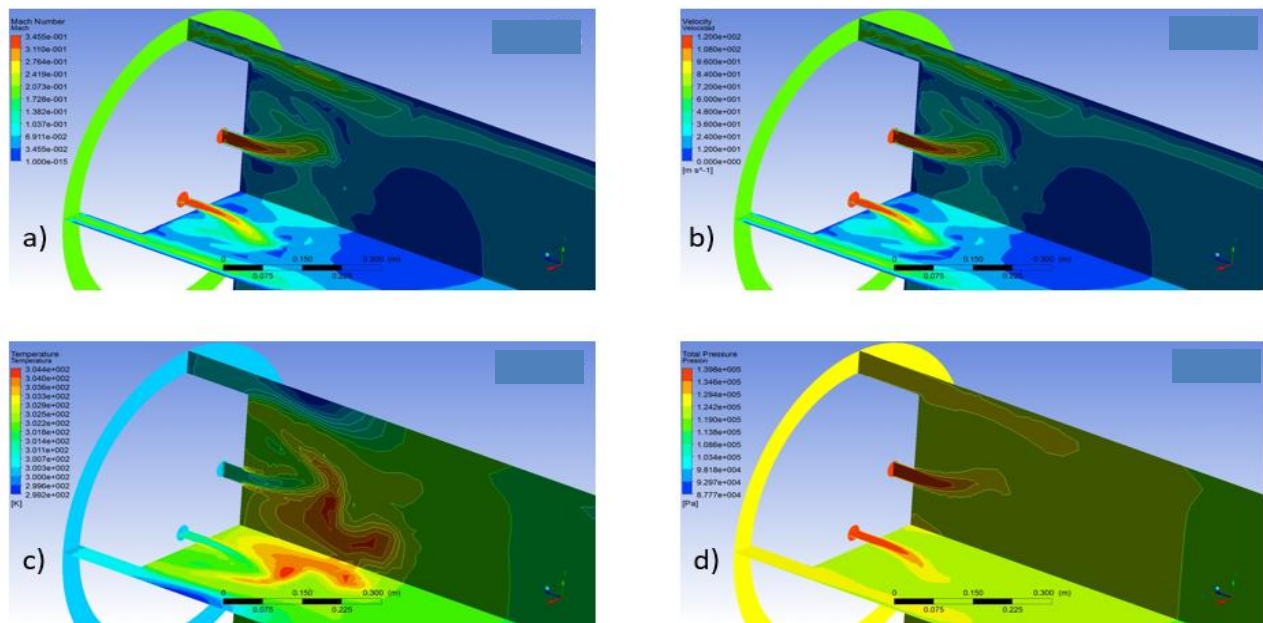 Mach Number
Mach
3.455e-001
3.110e-001
2.764e-001
2.419e-001
2.073e-001
1.728e-001
1.382e-001
1.037e-001
6.911e-002
3.455e-002
1.000e-015
a)
0 0.150 0.300 (m)
0.075 0.225
Velocity
Velocidad
1.200e+002
1.080e+002
9.600e+001
8.400e+001
7.200e+001
6.000e+001
4.800e+001
3.600e+001
2.400e+001
1.200e+001
0.000e+000
[m s^-1]
b)
0 0.150 0.300 (m)
0.075 0.225
Temperature
Temperatura
3.044e+002
3.040e+002
3.036e+002
3.033e+002
3.029e+002
3.025e+002
3.022e+002
3.018e+002
3.014e+002
3.011e+002
3.007e+002
3.003e+002
3.000e+002
2.996e+002
2.992e+002
[K]
c)
0 0.150 0.300 (m)
0.075 0.225
Total Pressure
Presion
1.398e+005
1.346e+005
1.294e+005
1.242e+005
1.190e+005
1.138e+005
1.086e+005
1.034e+005
9.818e+004
9.297e+004
8.777e+004
[Pa]
d)
0 0.150 0.300 (m)
0.075 0.225